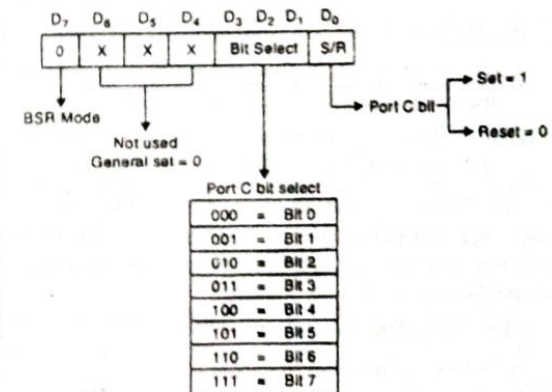 D7 D6 D5 D4 D3 D2 D1 D0
0 X X X Bit Select S/R
BSR Mode
Not used
General set = 0
Port C bit
Set = 1
Reset = 0
Port C bit select
000 = Bit 0
001 = Bit 1
010 = Bit 2
011 = Bit 3
100 = Bit 4
101 = Bit 5
110 = Bit 6
111 = Bit 7